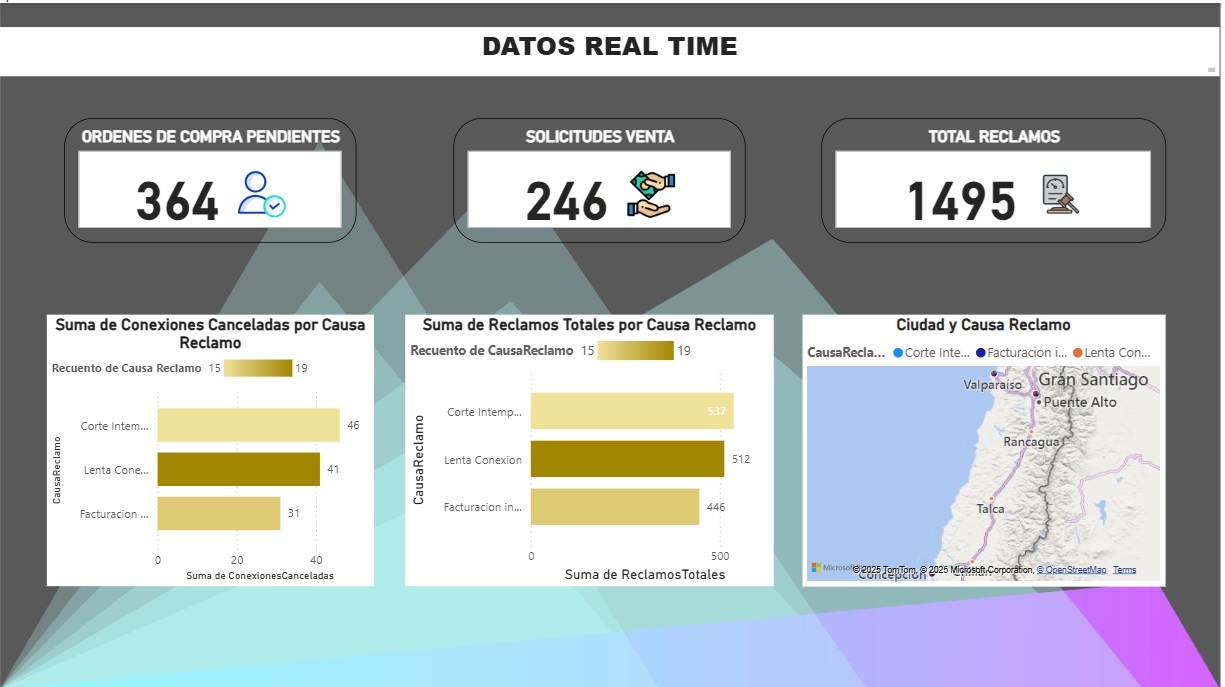 DATOS REAL TIME
ORDENES DE COMPRA PENDIENTES
364
SOLICITUDES VENTA
246
TOTAL RECLAMOS
1495
Suma de Conexiones Canceladas por Causa
Reclamo
Recuento de Causa Reclamo 15 19
CausaReclamo
Corte Intem... 46
Lenta Cone... 41
Facturacion ... 31
0 20 40
Suma de ConexionesCanceladas
Suma de Reclamos Totales por Causa Reclamo
Recuento de CausaReclamo 15 19
CausaReclamo
Corte Intemp... 537
Lenta Conexion 512
Facturacion in... 446
0 500
Suma de ReclamosTotales
Ciudad y Causa Reclamo
CausaRecla... Corte Inte... Facturacion i... Lenta Con...
Valparaíso
Gran Santiago
Puente Alto
Rancagua
Talca
Concepción
© 2025 TomTom, © 2025 Microsoft Corporation, © OpenStreetMap Terms